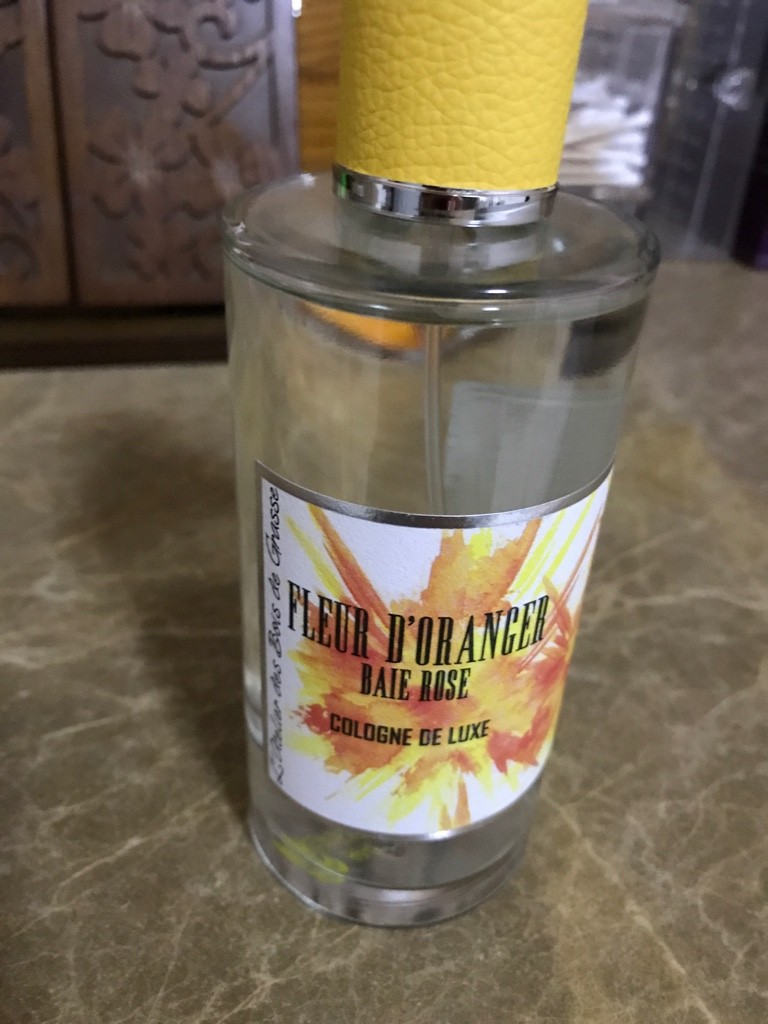 FLEUR D'ORANGER
BAIE ROSE
COLOGNE DE LUXE
L'Atelier des Bois de Grasse